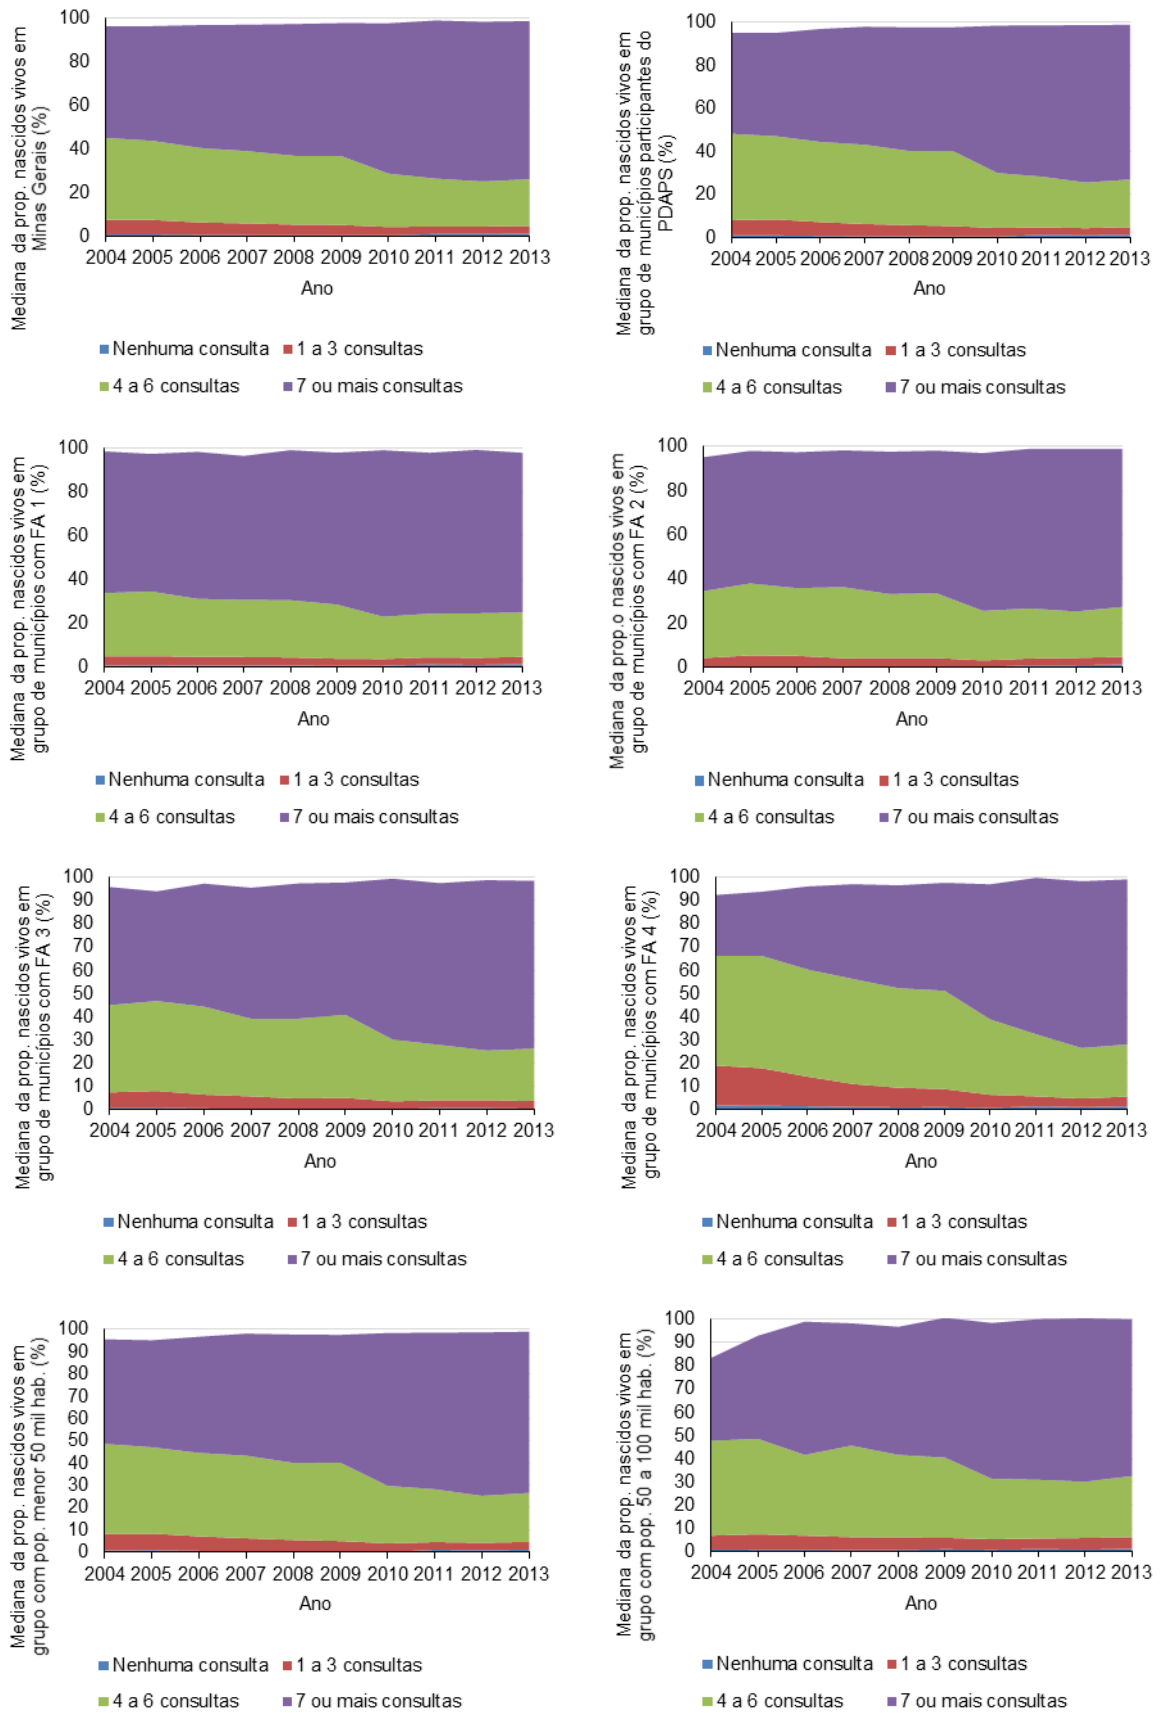 Mediana da prop. nascidos vivos em
Minas Gerais (%)
100
80
60
40
20
0
2004 2005 2006 2007 2008 2009 2010 2011 2012 2013
Ano
Nenhuma consulta 1 a 3 consultas
4 a 6 consultas 7 ou mais consultas
Mediana da prop. nascidos vivos em
grupo de municípios participantes do
PDAPS (%)
100
80
60
40
20
0
2004 2005 2006 2007 2008 2009 2010 2011 2012 2013
Ano
Nenhuma consulta 1 a 3 consultas
4 a 6 consultas 7 ou mais consultas
Mediana da prop. nascidos vivos em
grupo de municípios com FA 1 (%)
100
80
60
40
20
0
2004 2005 2006 2007 2008 2009 2010 2011 2012 2013
Ano
Nenhuma consulta 1 a 3 consultas
4 a 6 consultas 7 ou mais consultas
Mediana da prop.o nascidos vivos em
grupo de municípios com FA 2 (%)
100
80
60
40
20
0
2004 2005 2006 2007 2008 2009 2010 2011 2012 2013
Ano
Nenhuma consulta 1 a 3 consultas
4 a 6 consultas 7 ou mais consultas
Mediana da prop. nascidos vivos em
grupo de municípios com FA 3 (%)
100
90
80
70
60
50
40
30
20
10
0
2004 2005 2006 2007 2008 2009 2010 2011 2012 2013
Ano
Nenhuma consulta 1 a 3 consultas
4 a 6 consultas 7 ou mais consultas
Mediana da prop. nascidos vivos em
grupo de municípios com FA 4 (%)
100
90
80
70
60
50
40
30
20
10
0
2004 2005 2006 2007 2008 2009 2010 2011 2012 2013
Ano
Nenhuma consulta 1 a 3 consultas
4 a 6 consultas 7 ou mais consultas
Mediana da prop. nascidos vivos em
grupo com pop. menor 50 mil hab. (%)
100
90
80
70
60
50
40
30
20
10
0
2004 2005 2006 2007 2008 2009 2010 2011 2012 2013
Ano
Nenhuma consulta 1 a 3 consultas
4 a 6 consultas 7 ou mais consultas
Mediana da prop. nascidos vivos em
grupo com pop. 50 a 100 mil hab. (%)
100
90
80
70
60
50
40
30
20
10
0
2004 2005 2006 2007 2008 2009 2010 2011 2012 2013
Ano
Nenhuma consulta 1 a 3 consultas
4 a 6 consultas 7 ou mais consultas